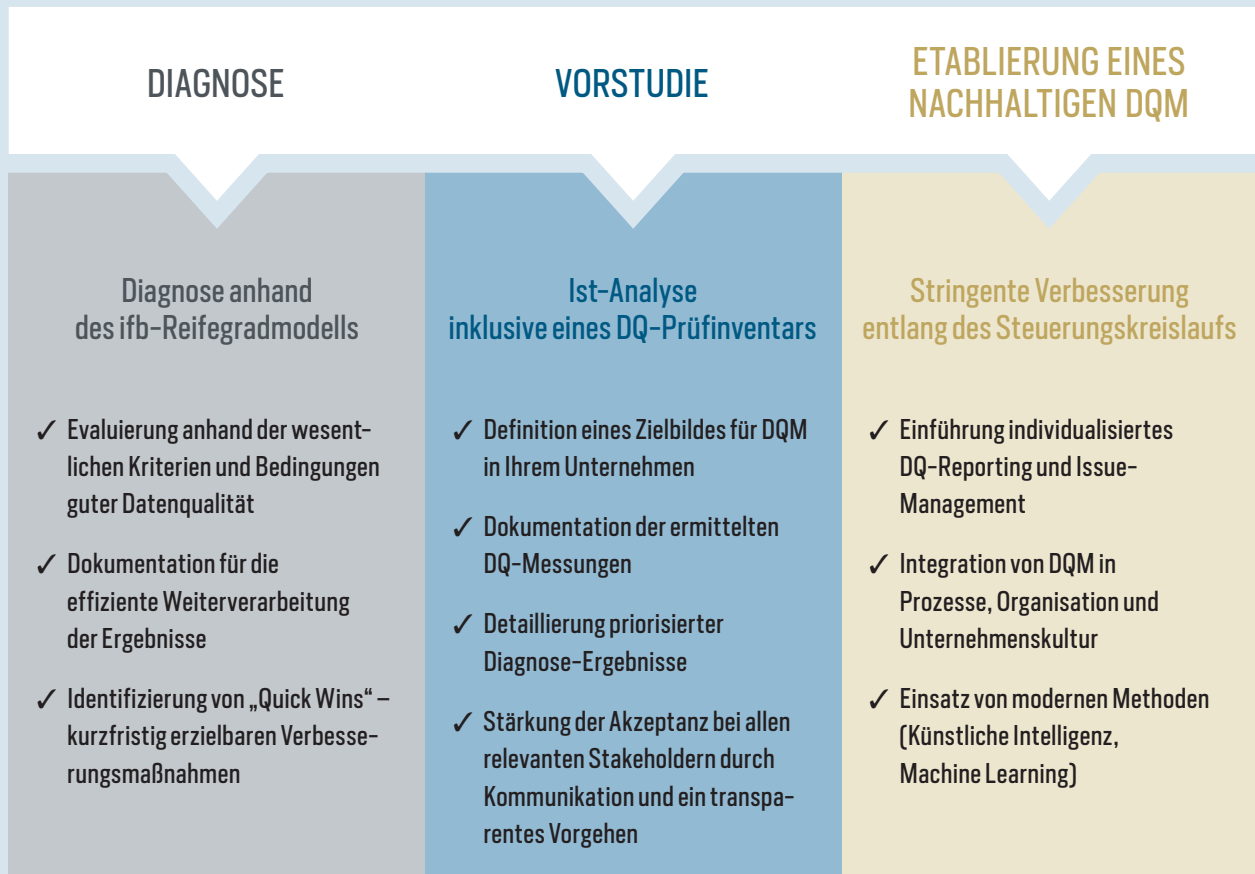 DIAGNOSE
Diagnose anhand
des ifb-Reifegradmodells
✓ Evaluierung anhand der wesent-
lichen Kriterien und Bedingungen
guter Datenqualität
✓ Dokumentation für die
effiziente Weiterverarbeitung
der Ergebnisse
✓ Identifizierung von „Quick Wins“ –
kurzfristig erzielbaren Verbesse-
rungsmaßnahmen
VORSTUDIE
Ist-Analyse
inklusive eines DQ-Prüfinventars
✓ Definition eines Zielbildes für DQM
in Ihrem Unternehmen
✓ Dokumentation der ermittelten
DQ-Messungen
✓ Detaillierung priorisierter
Diagnose-Ergebnisse
✓ Stärkung der Akzeptanz bei allen
relevanten Stakeholdern durch
Kommunikation und ein transpa-
rentes Vorgehen
ETABLIERUNG EINES
NACHHALTIGEN DQM
Stringente Verbesserung
entlang des Steuerungskreislaufs
✓ Einführung individualisiertes
DQ-Reporting und Issue-
Management
✓ Integration von DQM in
Prozesse, Organisation und
Unternehmenskultur
✓ Einsatz von modernen Methoden
(Künstliche Intelligenz,
Machine Learning)